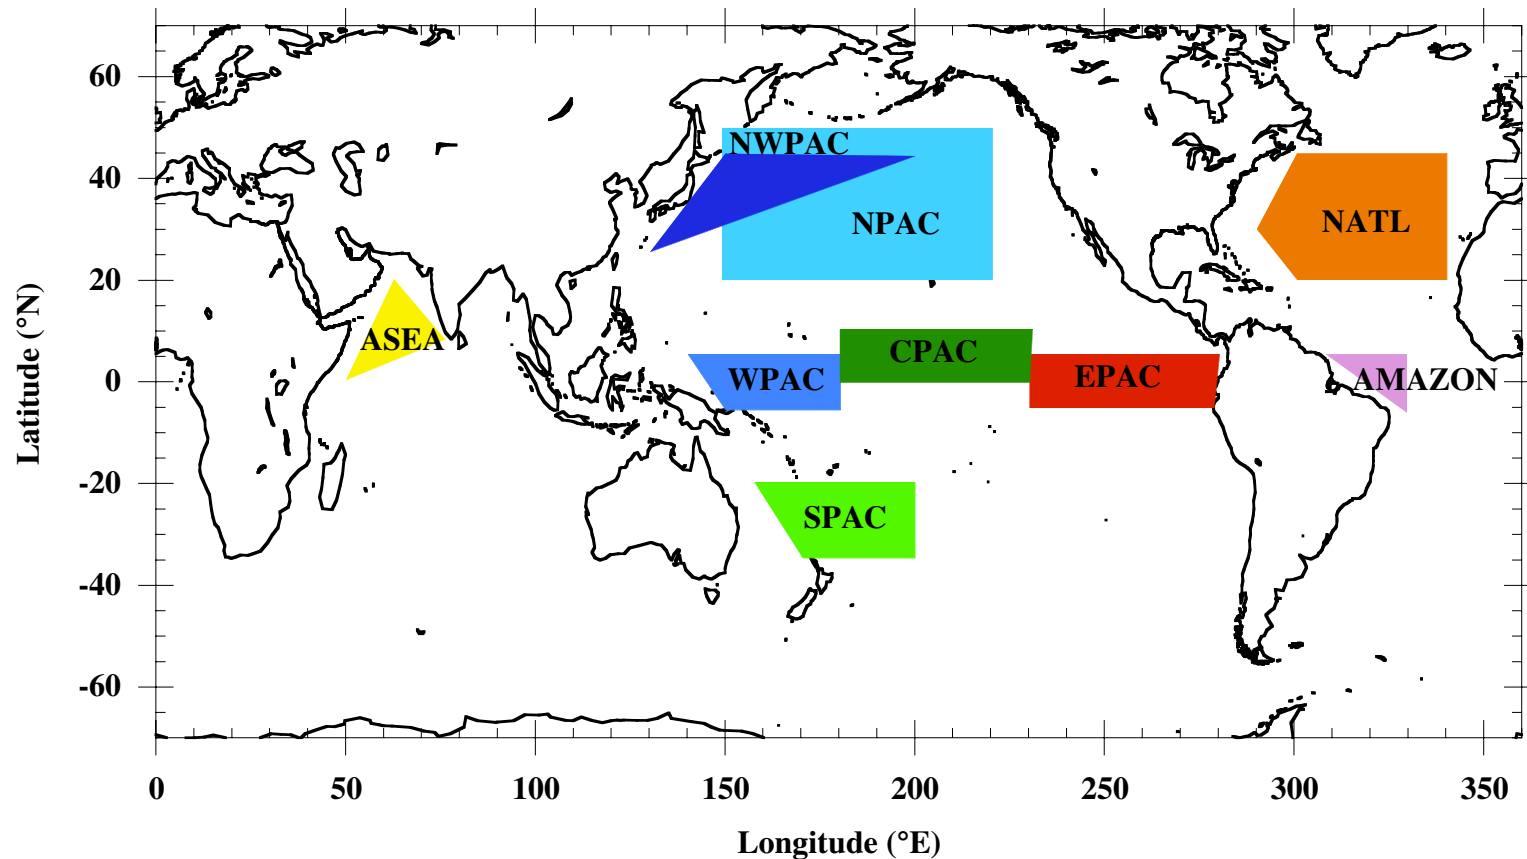 60
40
20
0
-20
-40
-60
Latitude (°N)
NWPAC
NPAC
NATL
ASEA
WPAC
CPAC
EPAC
AMAZON
SPAC
0 50 100 150 200 250 300 350
Longitude (°E)